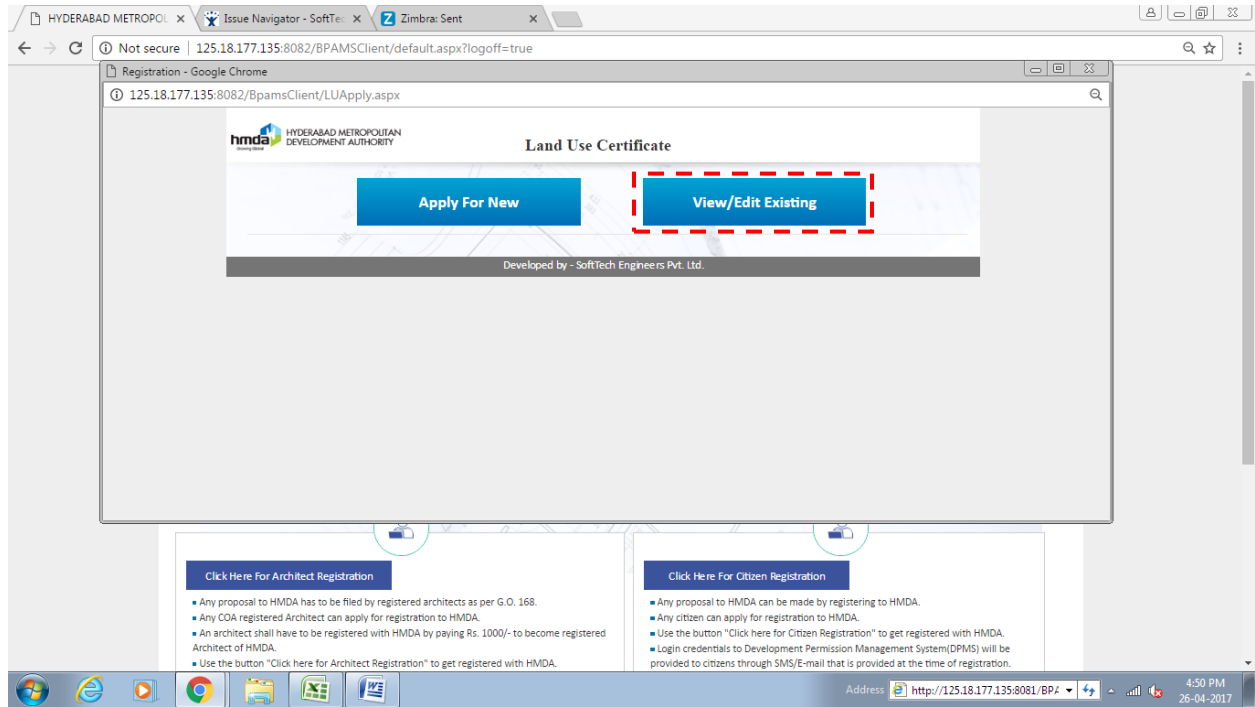 HYDERABAD METROPOL
Issue Navigator - SoftTec
Zimbra: Sent
Not secure
125.18.177.135:8082/BPAMSClient/default.aspx?logoff=true
Registration - Google Chrome
125.18.177.135:8082/BpamsClient/LUApply.aspx
hmda
HYDERABAD METROPOLITAN
DEVELOPMENT AUTHORITY
Land Use Certificate
Apply For New
View/Edit Existing
Developed by - SoftTech Engineers Pvt. Ltd.
Click Here For Architect Registration
Any proposal to HMDA has to be filed by registered architects as per G.O. 168.
Any COA registered Architect can apply for registration to HMDA.
An architect shall have to be registered with HMDA by paying Rs. 1000/- to become registered
Architect of HMDA.
Use the button "Click here for Architect Registration" to get registered with HMDA.
Click Here For Citizen Registration
Any proposal to HMDA can be made by registering to HMDA.
Any citizen can apply for registration to HMDA.
Use the button "Click here for Citizen Registration" to get registered with HMDA.
Login credentials to Development Permission Management System(DPMS) will be
provided to citizens through SMS/E-mail that is provided at the time of registration.
Address
http://125.18.177.135:8081/BPA
4:50 PM
26-04-2017